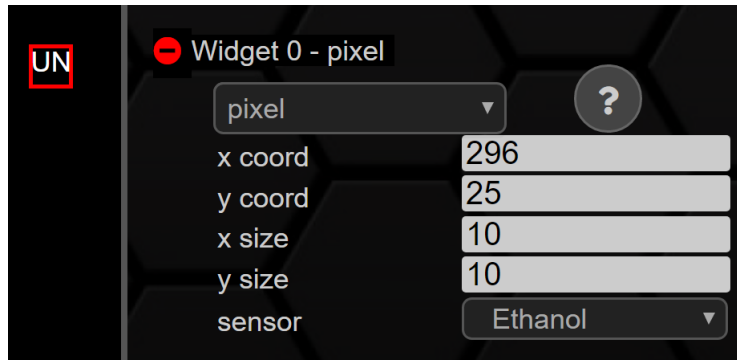 UN
Widget 0 - pixel
pixel
?
x coord 296
y coord 25
x size 10
y size 10
sensor Ethanol